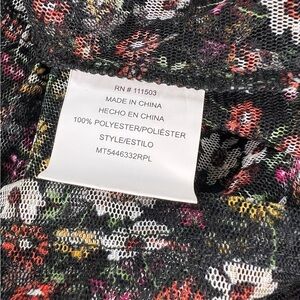 RN # 111503
MADE IN CHINA
HECHO EN CHINA
100% POLYESTER/POLIÉSTER
STYLE/ESTILO
MT5446332RPL